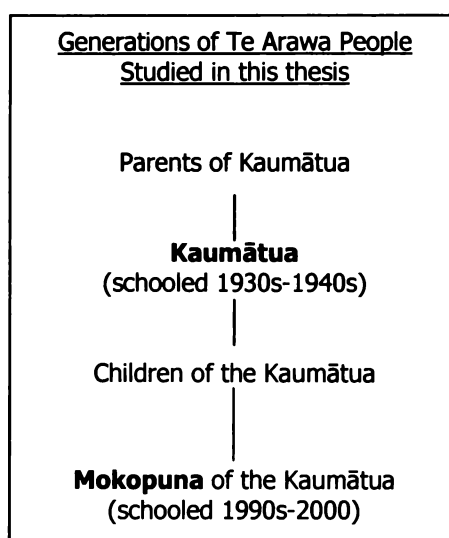 Generations of Te Arawa People
Studied in this thesis
Parents of Kaumātua
Kaumātua
(schooled 1930s-1940s)
Children of the Kaumātua
Mokopuna of the Kaumātua
(schooled 1990s-2000)